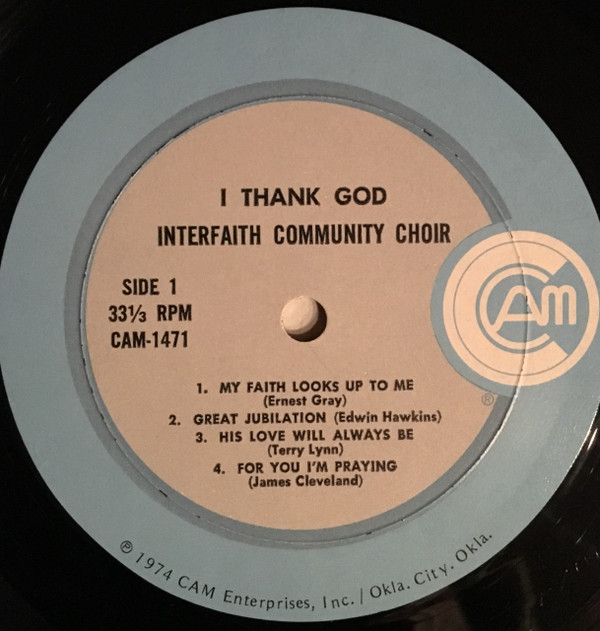 I THANK GOD
INTERFAITH COMMUNITY CHOIR
SIDE 1
33⅓ RPM
CAM-1471
CAM
®
1. MY FAITH LOOKS UP TO ME
(Ernest Gray)
2. GREAT JUBILATION (Edwin Hawkins)
3. HIS LOVE WILL ALWAYS BE
(Terry Lynn)
4. FOR YOU I'M PRAYING
(James Cleveland)
℗ 1974 CAM Enterprises, Inc. / Okla. City. Okla.